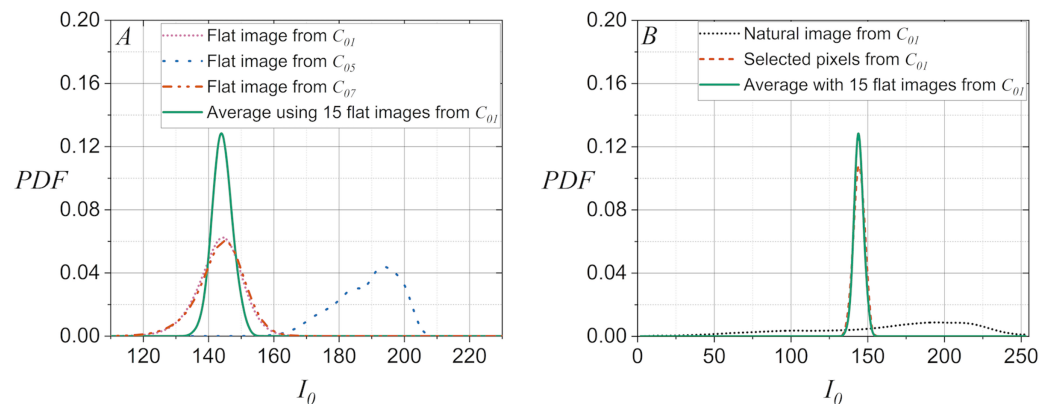 A
Flat image from C01
Flat image from C05
Flat image from C07
Average using 15 flat images from C01
0.20
0.16
0.12
0.08
0.04
0.00
PDF
120 140 160 180 200 220
I0
B
Natural image from C01
Selected pixels from C01
Average with 15 flat images from C01
0.20
0.16
0.12
0.08
0.04
0.00
PDF
0 50 100 150 200 250
I0